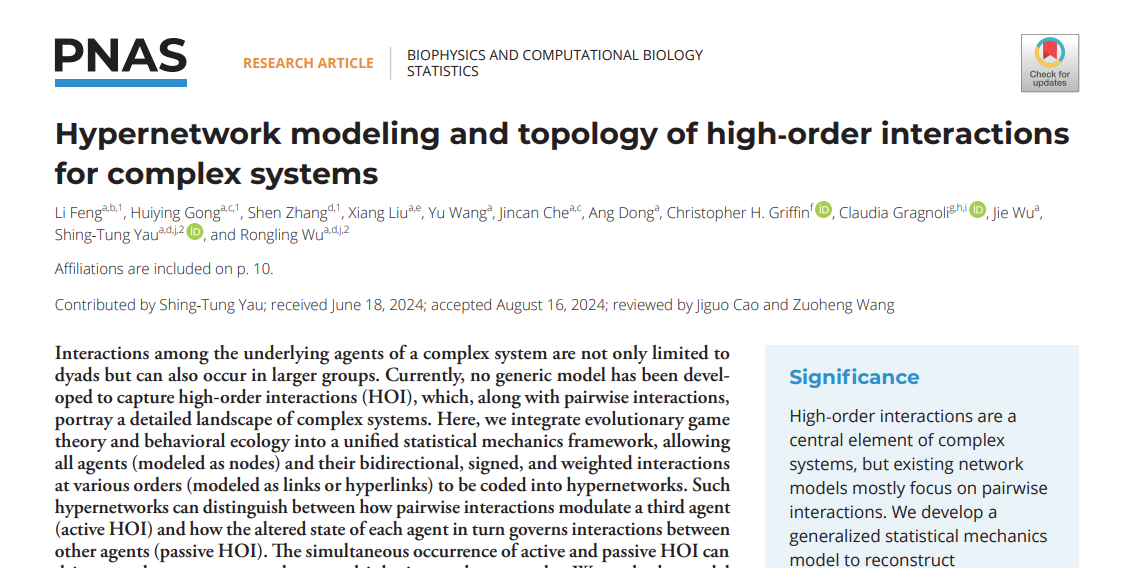 PNAS
RESEARCH ARTICLE
BIOPHYSICS AND COMPUTATIONAL BIOLOGY
STATISTICS
Check for
updates
Hypernetwork modeling and topology of high-order interactions
for complex systems
Li Feng^a,b,1, Huiying Gong^a,c,1, Shen Zhang^d,1, Xiang Liu^a,e, Yu Wang^a, Jincan Che^a,c, Ang Dong^a, Christopher H. Griffin^f iD, Claudia Gragnoli^g,h,i iD, Jie Wu^a,
Shing-Tung Yau^a,d,j,2 iD, and Rongling Wu^a,d,j,2
Affiliations are included on p. 10.
Contributed by Shing-Tung Yau; received June 18, 2024; accepted August 16, 2024; reviewed by Jiguo Cao and Zuoheng Wang
Interactions among the underlying agents of a complex system are not only limited to
dyads but can also occur in larger groups. Currently, no generic model has been devel-
oped to capture high-order interactions (HOI), which, along with pairwise interactions,
portray a detailed landscape of complex systems. Here, we integrate evolutionary game
theory and behavioral ecology into a unified statistical mechanics framework, allowing
all agents (modeled as nodes) and their bidirectional, signed, and weighted interactions
at various orders (modeled as links or hyperlinks) to be coded into hypernetworks. Such
hypernetworks can distinguish between how pairwise interactions modulate a third agent
(active HOI) and how the altered state of each agent in turn governs interactions between
other agents (passive HOI). The simultaneous occurrence of active and passive HOI can
Significance
High-order interactions are a
central element of complex
systems, but existing network
models mostly focus on pairwise
interactions. We develop a
generalized statistical mechanics
model to reconstruct